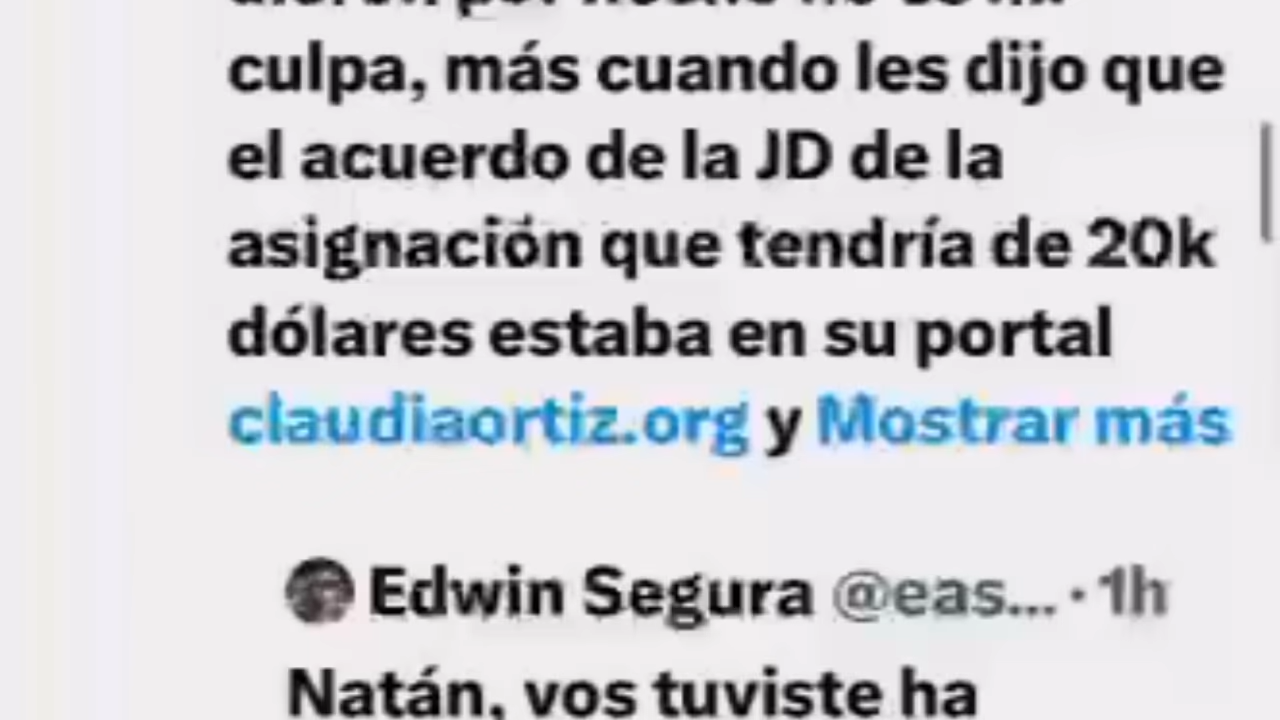 culpa, más cuando les dijo que
el acuerdo de la JD de la
asignación que tendría de 20k
dólares estaba en su portal
claudiaortiz.org y Mostrar más
Edwin Segura @eas... · 1h
Natán, vos tuviste ha